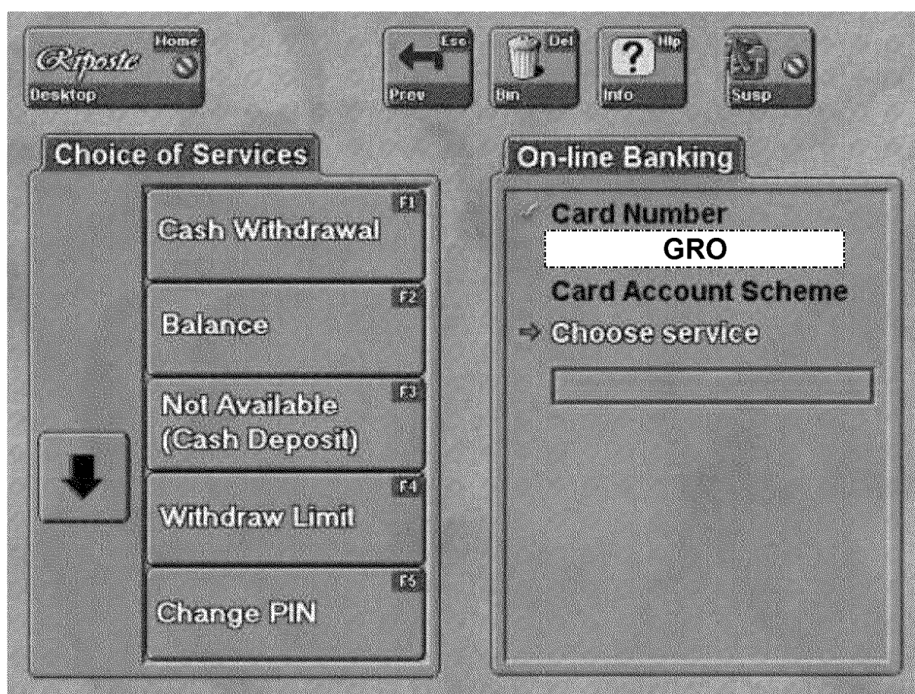 Riposte
Home
Desktop
Esc
Prev
Del
Bin
Hlp
Info
Susp
Choice of Services
F1
Cash Withdrawal
F2
Balance
F3
Not Available
(Cash Deposit)
F4
Withdraw Limit
F5
Change PIN
On-line Banking
Card Number
GRO
Card Account Scheme
Choose service